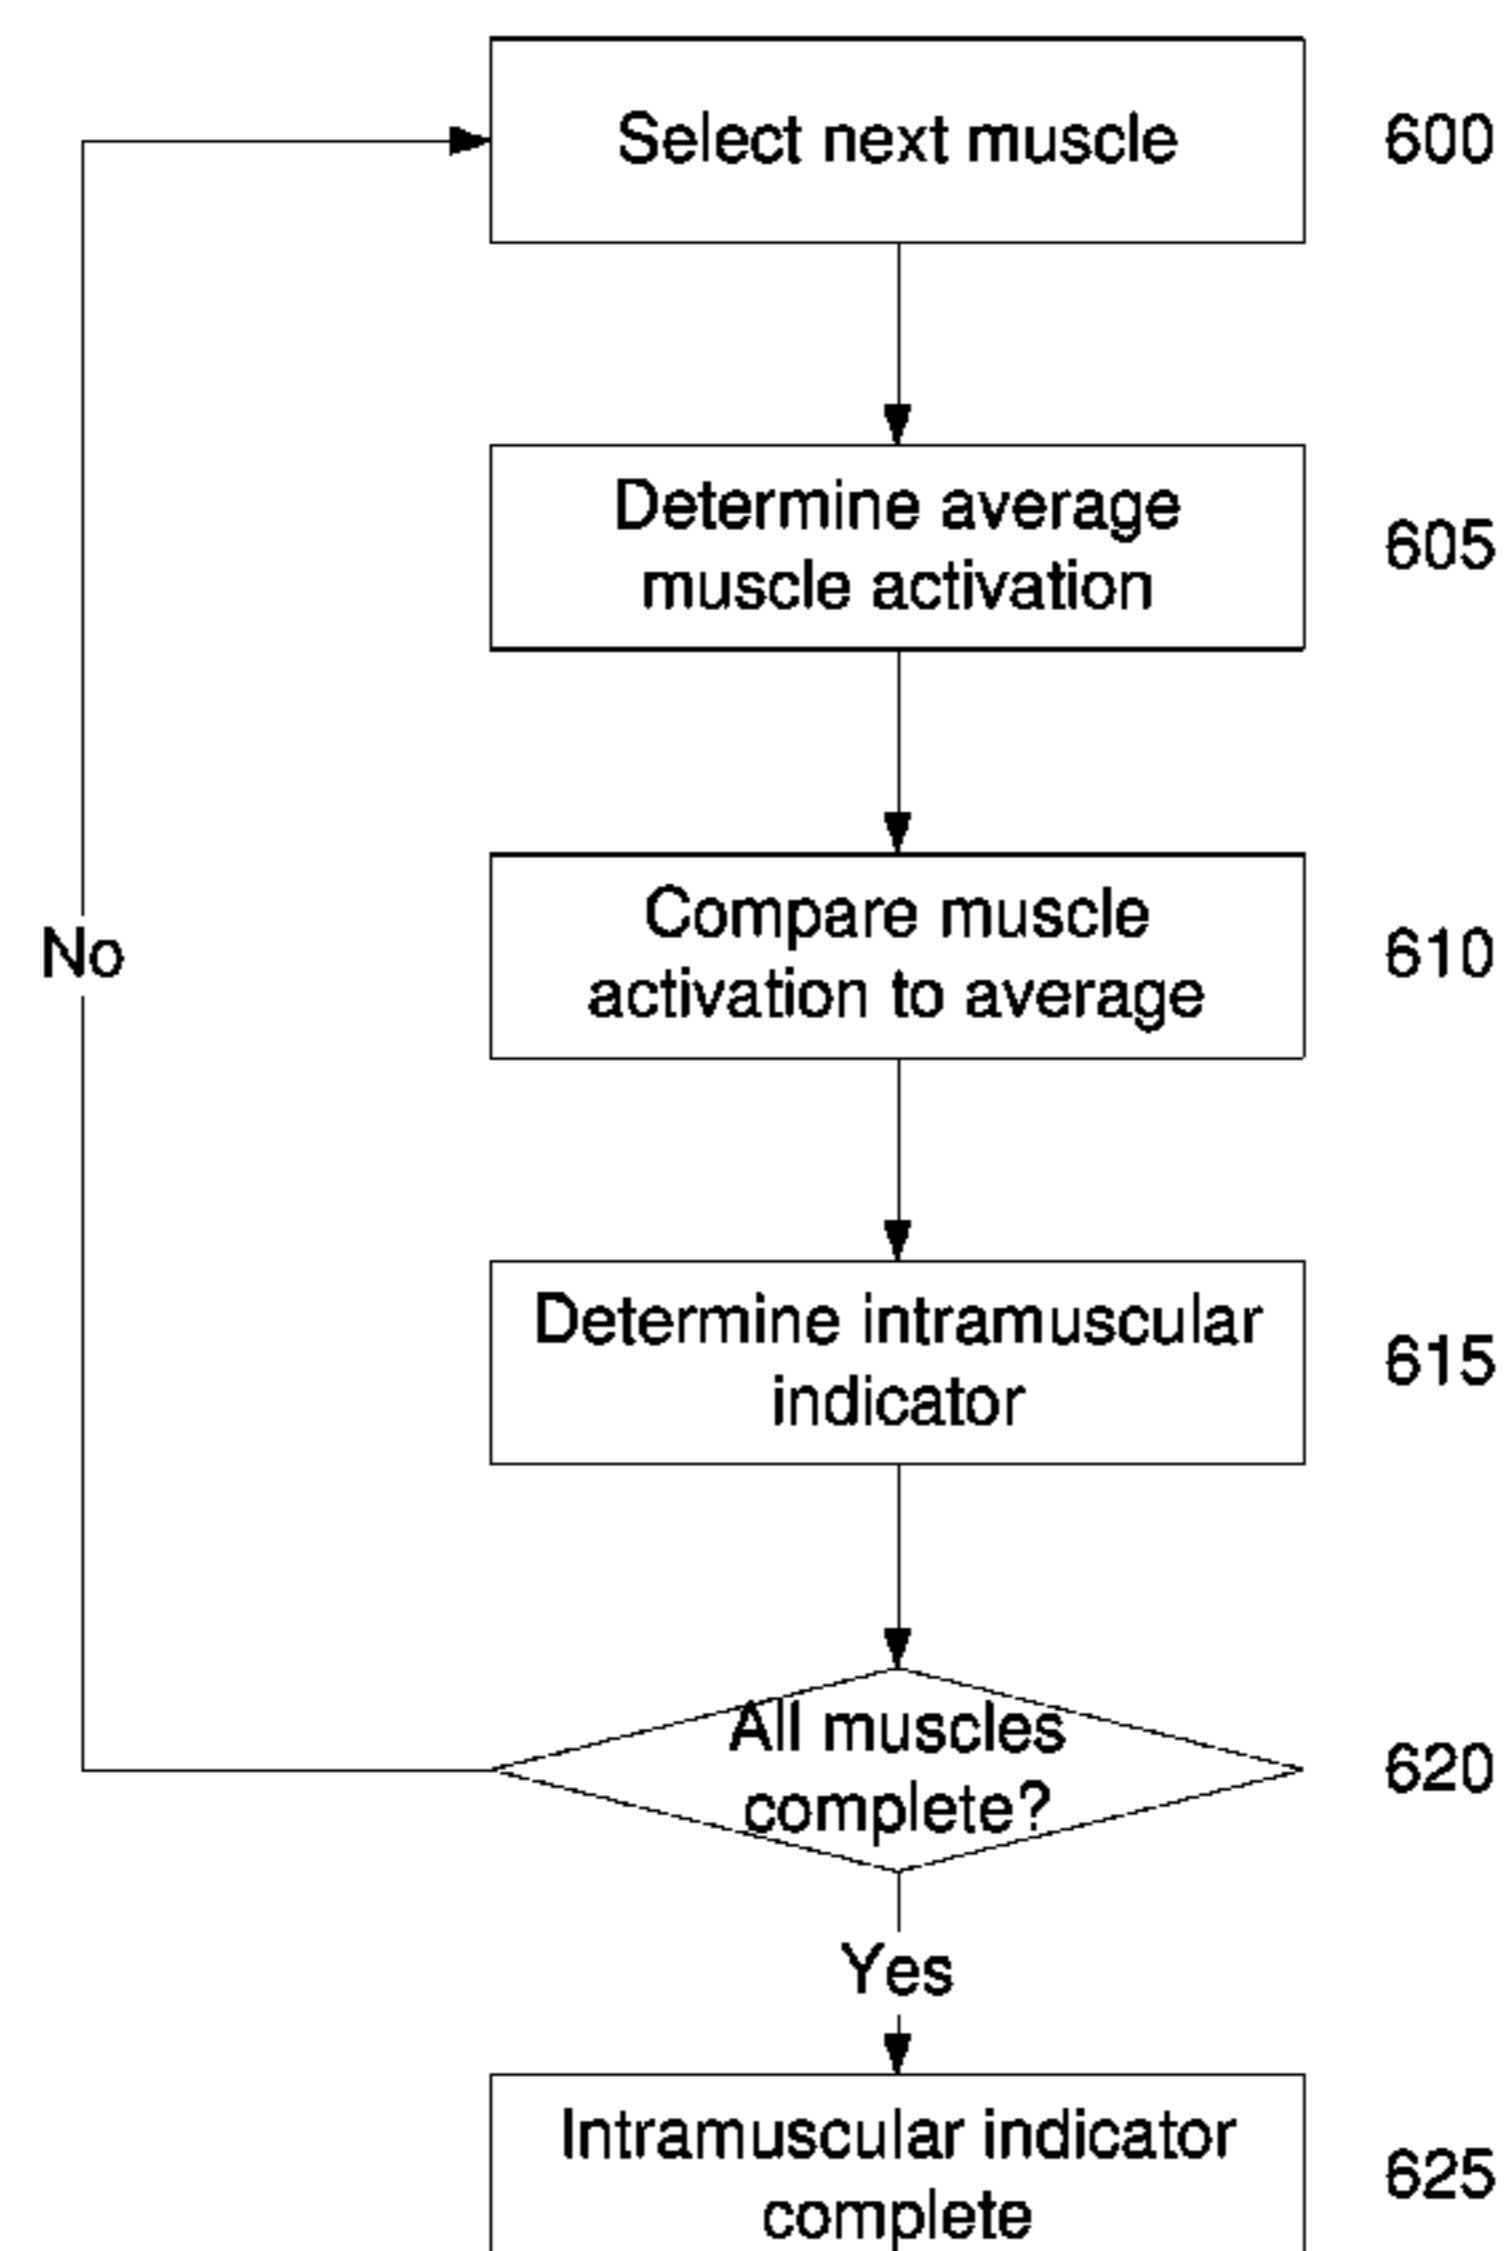 Select next muscle
600
Determine average
muscle activation
605
Compare muscle
activation to average
610
No
Determine intramuscular
indicator
615
All muscles
complete?
620
Yes
Intramuscular indicator
complete
625